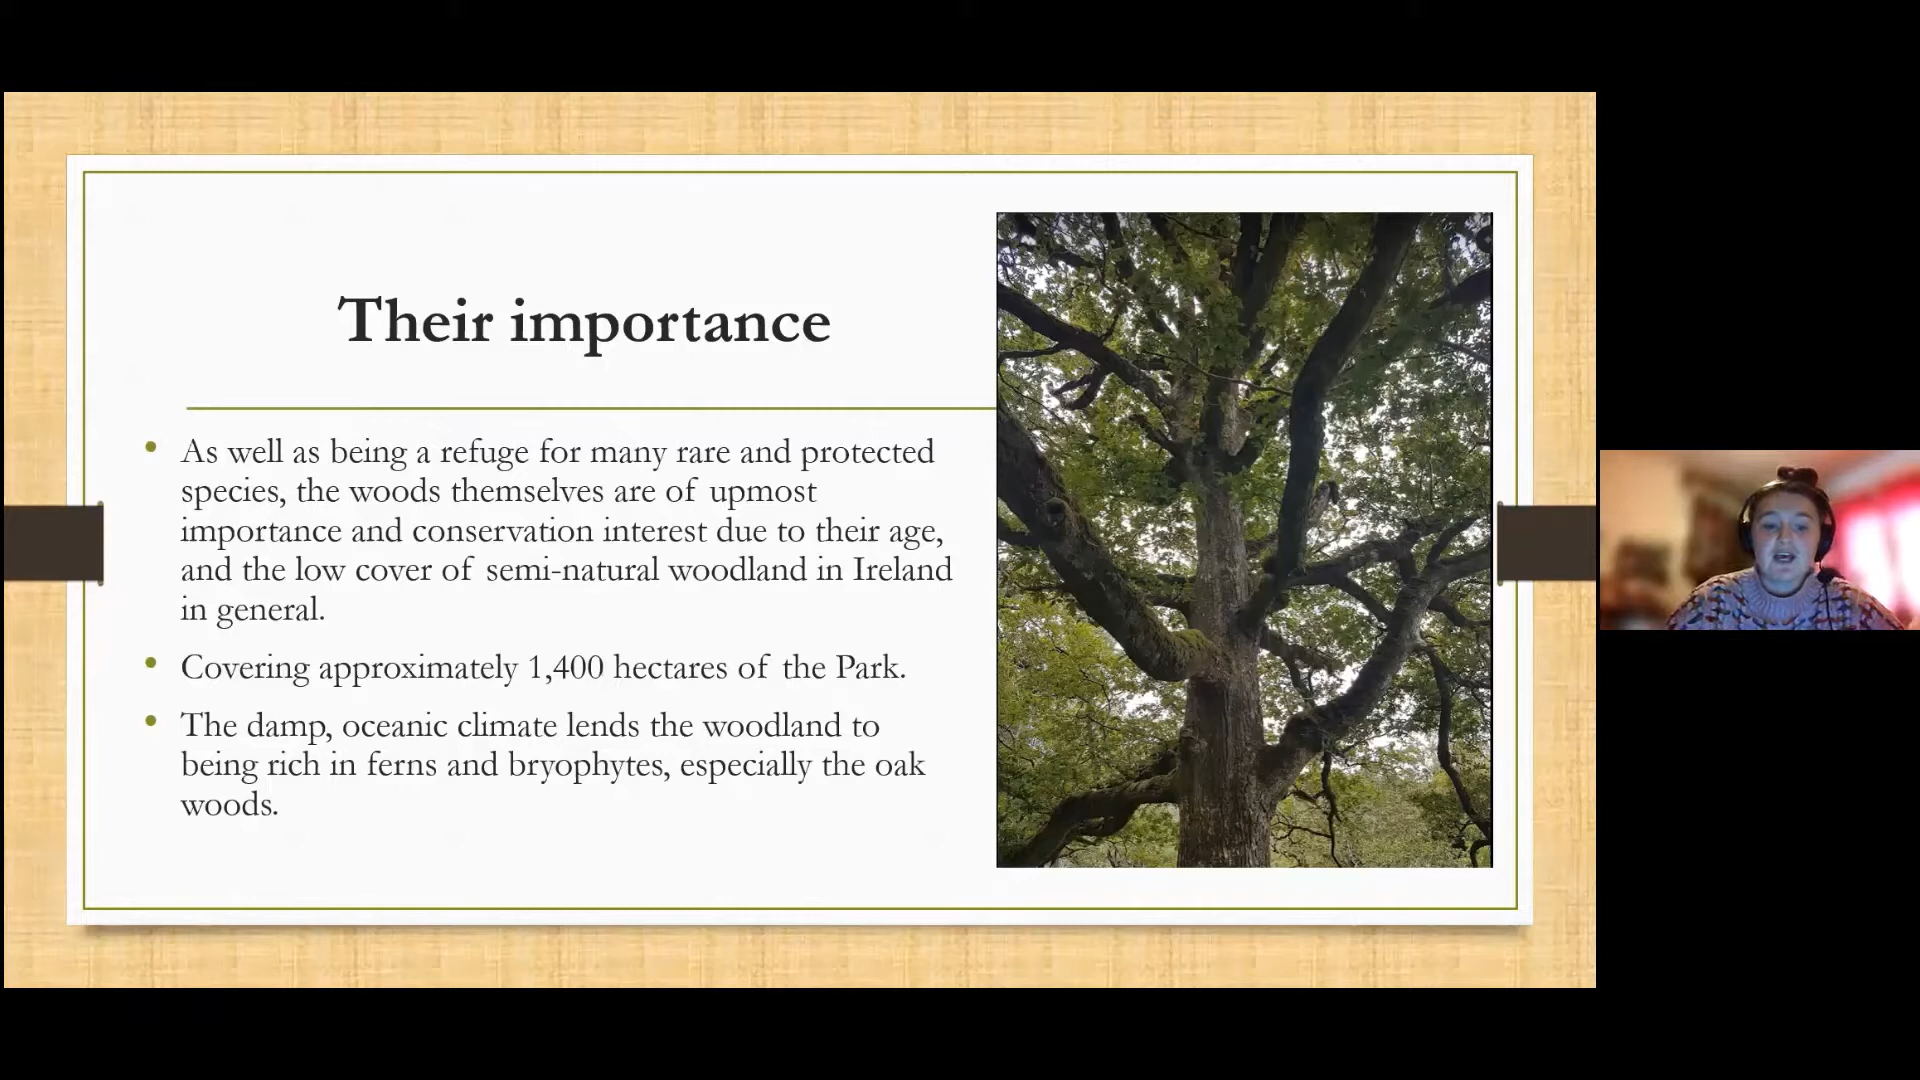 Their importance
• As well as being a refuge for many rare and protected
species, the woods themselves are of upmost
importance and conservation interest due to their age,
and the low cover of semi-natural woodland in Ireland
in general.
• Covering approximately 1,400 hectares of the Park.
• The damp, oceanic climate lends the woodland to
being rich in ferns and bryophytes, especially the oak
woods.